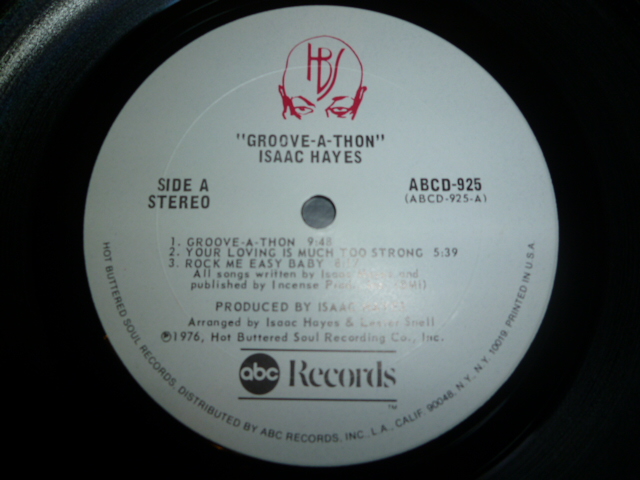 HBS
"GROOVE-A-THON"
ISAAC HAYES
SIDE A
STEREO
ABCD-925
(ABCD-925-A)
1. GROOVE-A-THON 9:48
2. YOUR LOVING IS MUCH TOO STRONG 5:39
3. ROCK ME EASY BABY
All songs written by Isaac and
published by Incense (BMI)
PRODUCED BY ISAAC
Arranged by Isaac Hayes & Lester Snell
℗1976, Hot Buttered Soul Recording Co., Inc.
abc Records
™
HOT BUTTERED SOUL RECORDS, DISTRIBUTED BY ABC RECORDS, INC. L.A., CALIF. 90048, N.Y., N.Y. 10019 PRINTED IN U.S.A.